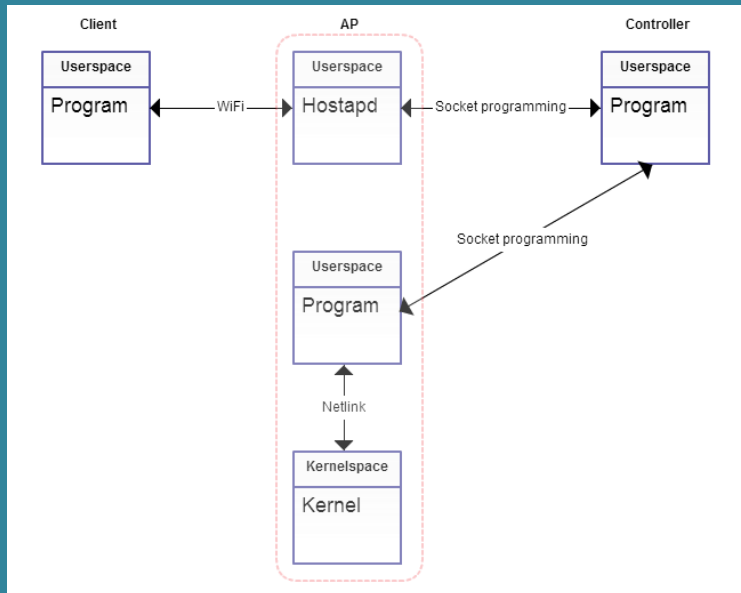 Client
AP
Controller
Userspace
Userspace
Userspace
Program
WiFi
Hostapd
Socket programming
Program
Socket programming
Userspace
Program
Netlink
Kernelspace
Kernel